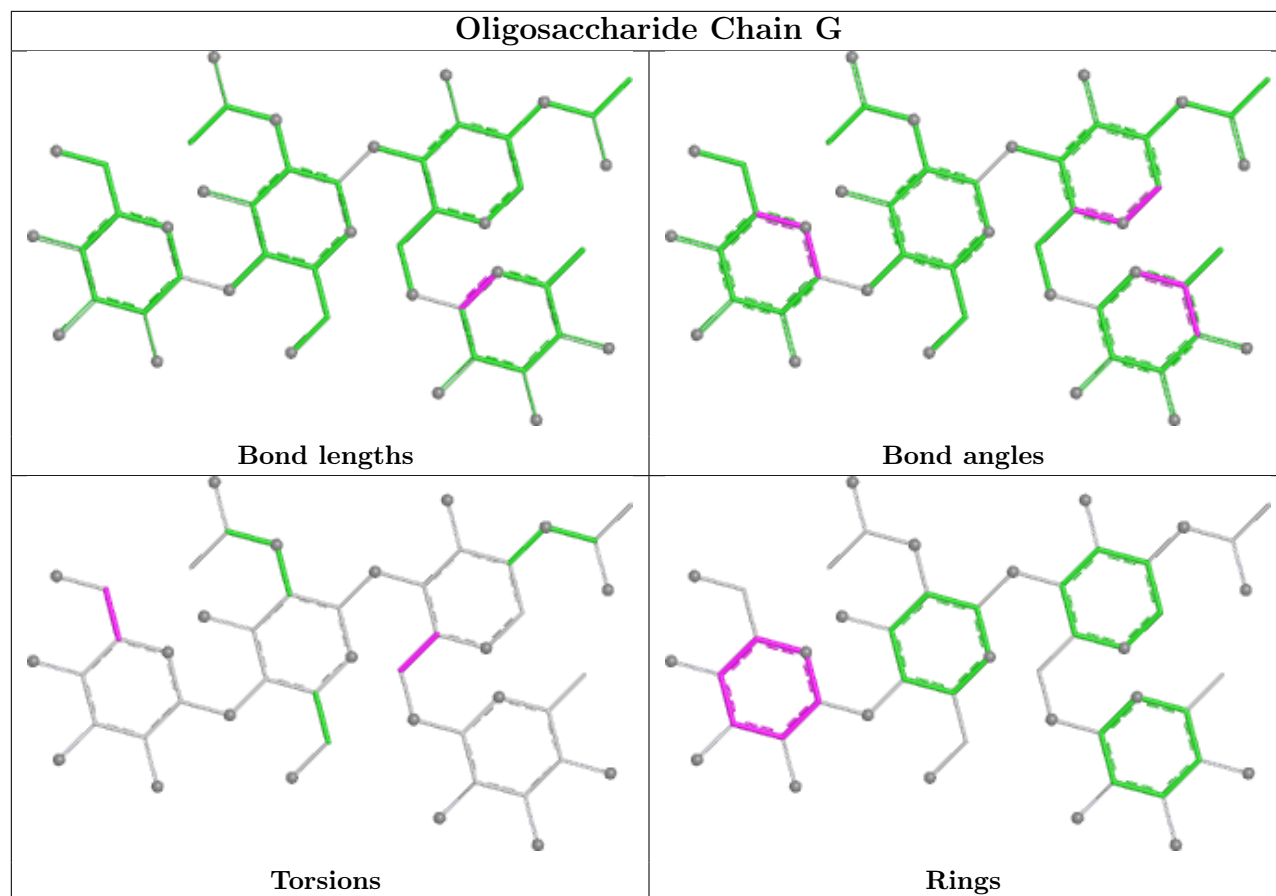 Oligosaccharide Chain G
Bond lengths
Bond angles
Torsions
Rings